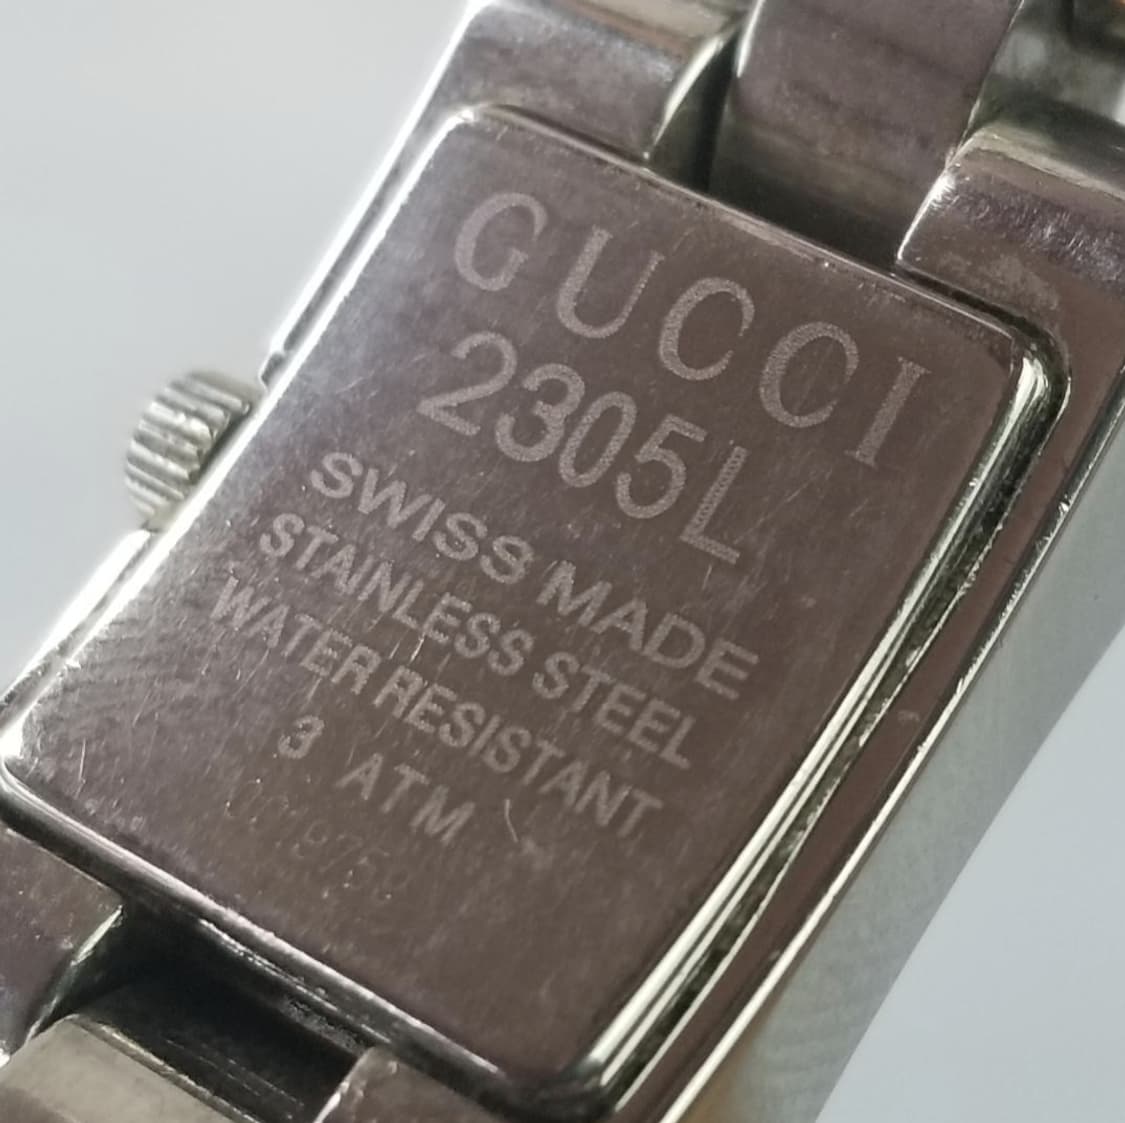 GUCCI
2305L
SWISS MADE
STAINLESS STEEL
WATER RESISTANT
3 ATM